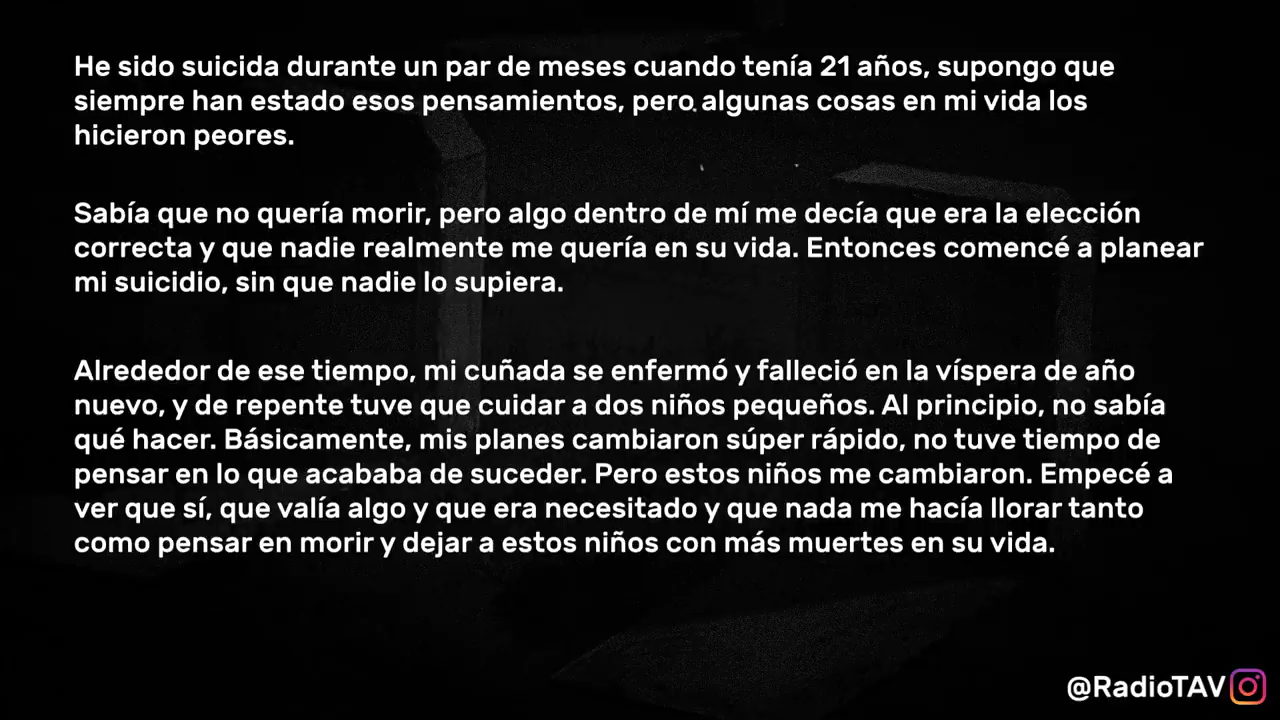 He sido suicida durante un par de meses cuando tenía 21 años, supongo que
siempre han estado esos pensamientos, pero algunas cosas en mi vida los
hicieron peores.
Sabía que no quería morir, pero algo dentro de mí me decía que era la elección
correcta y que nadie realmente me quería en su vida. Entonces comencé a planear
mi suicidio, sin que nadie lo supiera.
Alrededor de ese tiempo, mi cuñada se enfermó y falleció en la víspera de año
nuevo, y de repente tuve que cuidar a dos niños pequeños. Al principio, no sabía
qué hacer. Básicamente, mis planes cambiaron súper rápido, no tuve tiempo de
pensar en lo que acababa de suceder. Pero estos niños me cambiaron. Empecé a
ver que sí, que valía algo y que era necesitado y que nada me hacía llorar tanto
como pensar en morir y dejar a estos niños con más muertes en su vida.
@RadioTAV